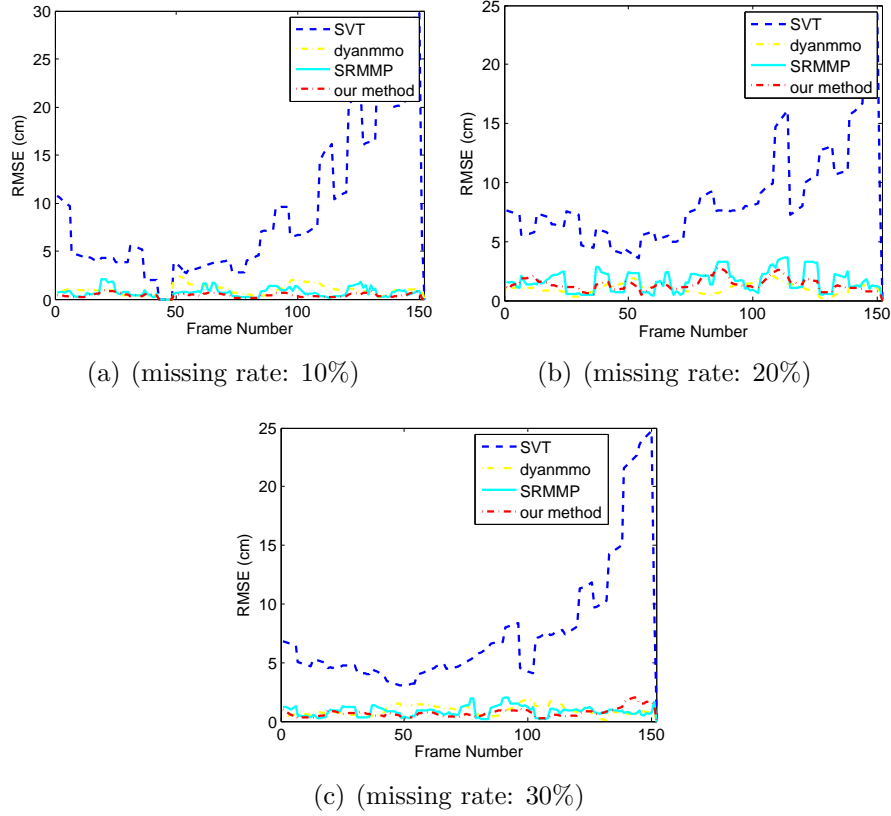 30
25
20
15
10
5
0
0
50
100
150
RMSE (cm)
Frame Number
SVT
dyanmmo
SRMMP
our method
(a) (missing rate: 10%)
25
20
15
10
5
0
0
50
100
150
RMSE (cm)
Frame Number
SVT
dyanmmo
SRMMP
our method
(b) (missing rate: 20%)
25
20
15
10
5
0
0
50
100
150
RMSE (cm)
Frame Number
SVT
dyanmmo
SRMMP
our method
(c) (missing rate: 30%)